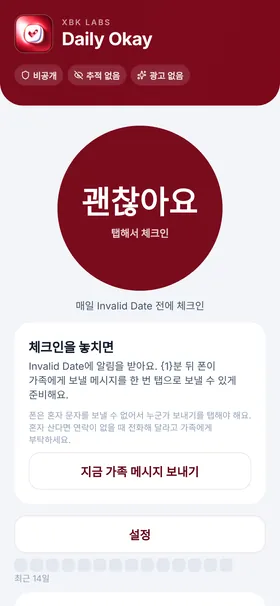 XBK LABS
Daily Okay
비공개
추적 없음
광고 없음
괜찮아요
탭해서 체크인
매일 Invalid Date 전에 체크인
체크인을 놓치면
Invalid Date에 알림을 받아요. {1}분 뒤 폰이
가족에게 보낼 메시지를 한 번 탭으로 보낼 수 있게
준비해요.
폰은 혼자 문자를 보낼 수 없어서 누군가 보내기를 탭해야 해요.
혼자 산다면 연락이 없을 때 전화해 달라고 가족에게
부탁하세요.
지금 가족 메시지 보내기
설정
최근 14일